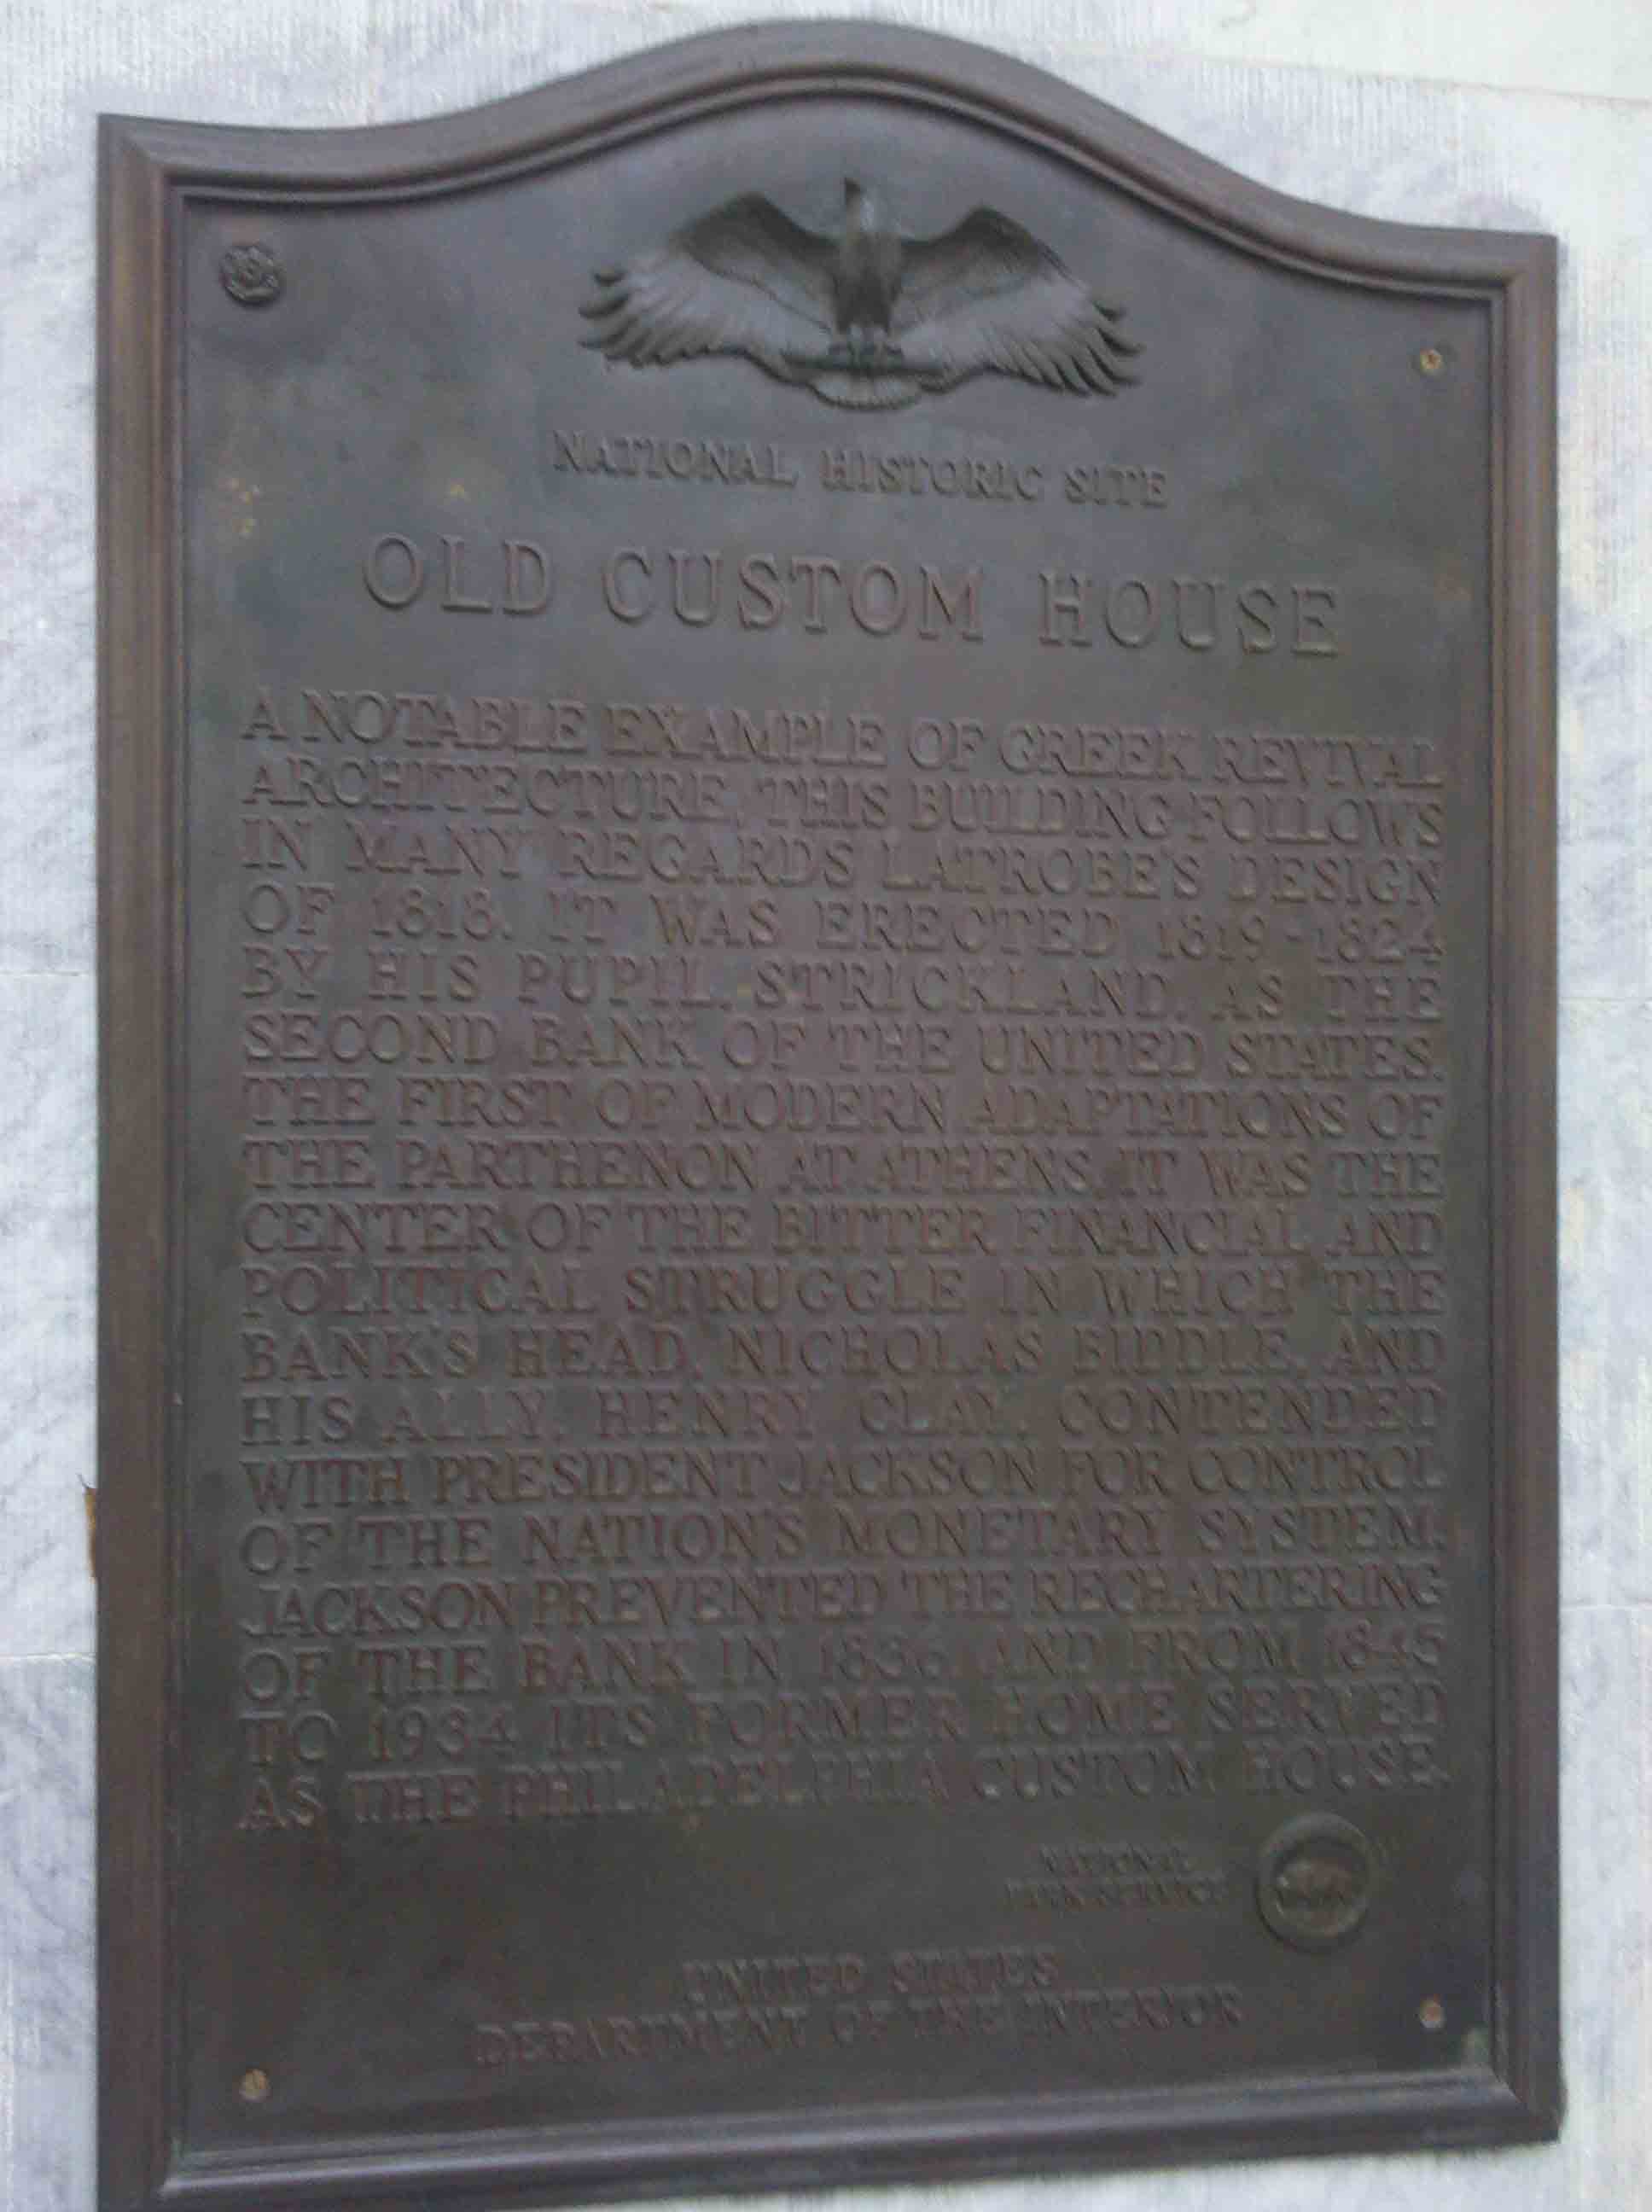 NATIONAL HISTORIC SITE
OLD CUSTOM HOUSE
A NOTABLE EXAMPLE OF GREEK REVIVAL
ARCHITECTURE, THIS BUILDING FOLLOWS
IN MANY REGARDS LATROBE'S DESIGN
OF 1818. IT WAS ERECTED 1819-1824
BY HIS PUPIL, STRICKLAND, AS THE
SECOND BANK OF THE UNITED STATES.
THE FIRST OF MODERN ADAPTATIONS OF
THE PARTHENON AT ATHENS, IT WAS THE
CENTER OF THE BITTER FINANCIAL AND
POLITICAL STRUGGLE IN WHICH THE
BANK'S HEAD, NICHOLAS BIDDLE, AND
HIS ALLY, HENRY CLAY, CONTENDED
WITH PRESIDENT JACKSON FOR CONTROL
OF THE NATION'S MONETARY SYSTEM.
JACKSON PREVENTED THE RECHARTERING
OF THE BANK IN 1836, AND FROM 1845
TO 1934 ITS FORMER HOME SERVED
AS THE PHILADELPHIA CUSTOM HOUSE.
NATIONAL
PARK SERVICE
UNITED STATES
DEPARTMENT OF THE INTERIOR